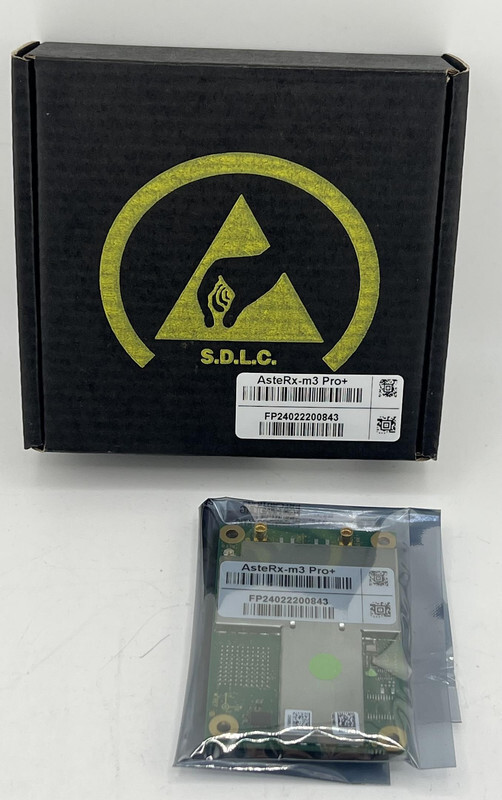 S.D.L.C.
AsteRx-m3 Pro+
FP24022200843
AsteRx-m3 Pro+
FP24022200843